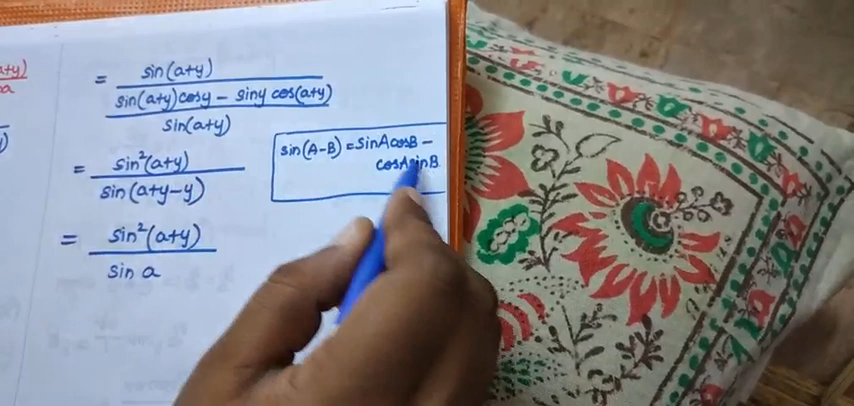 a+y)
a
)
= sin(a+y)
sin(a+y)cosy - siny cos(a+y)
sin(a+y)
= sin²(a+y)
sin(a+y-y)
= sin²(a+y)
sin a
sin(A-B) = sinAcosB -
cosAsinB